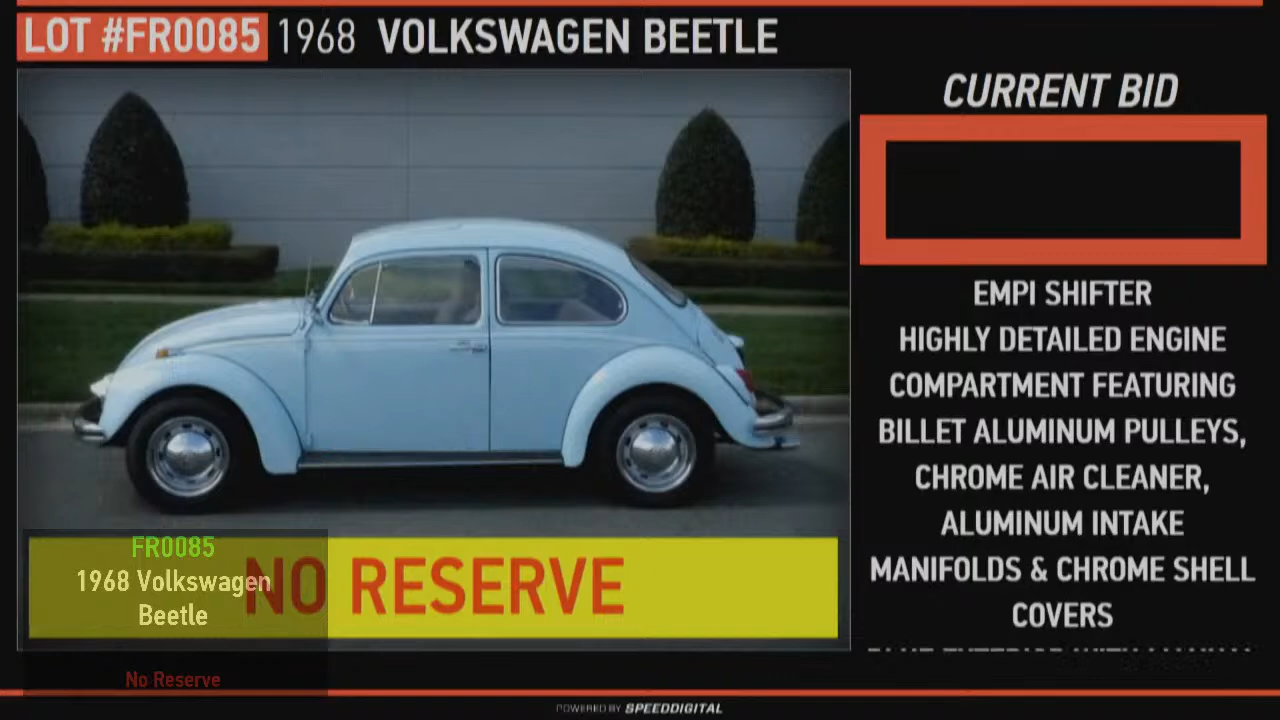 LOT #FR0085 1968 VOLKSWAGEN BEETLE
CURRENT BID
EMPI SHIFTER
HIGHLY DETAILED ENGINE
COMPARTMENT FEATURING
BILLET ALUMINUM PULLEYS,
CHROME AIR CLEANER,
ALUMINUM INTAKE
MANIFOLDS & CHROME SHELL
COVERS
NO RESERVE
FR0085
1968 Volkswagen
Beetle
No Reserve
POWERED BY SPEEDDIGITAL